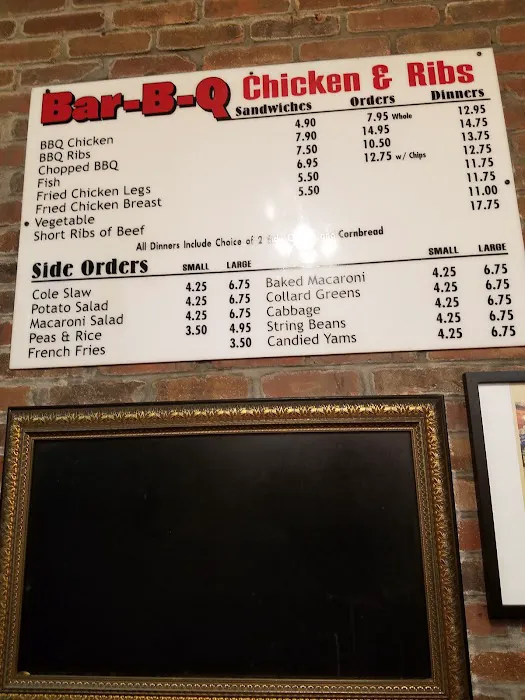 Bar-B-Q Chicken & Ribs
Sandwiches Orders Dinners
BBQ Chicken 4.90 7.95 Whole 12.95
BBQ Ribs 7.90 14.95 14.75
Chopped BBQ 7.50 10.50 13.75
Fish 6.95 12.75 w/ Chips 12.75
Fried Chicken Legs 5.50 11.75
Fried Chicken Breast 5.50 11.75
Vegetable 11.00
Short Ribs of Beef 17.75
All Dinners Include Choice of 2 Cornbread
Side Orders SMALL LARGE SMALL LARGE
Cole Slaw 4.25 6.75 Baked Macaroni 4.25 6.75
Potato Salad 4.25 6.75 Collard Greens 4.25 6.75
Macaroni Salad 4.25 6.75 Cabbage 4.25 6.75
Peas & Rice 3.50 4.95 String Beans 4.25 6.75
French Fries 3.50 Candied Yams 4.25 6.75